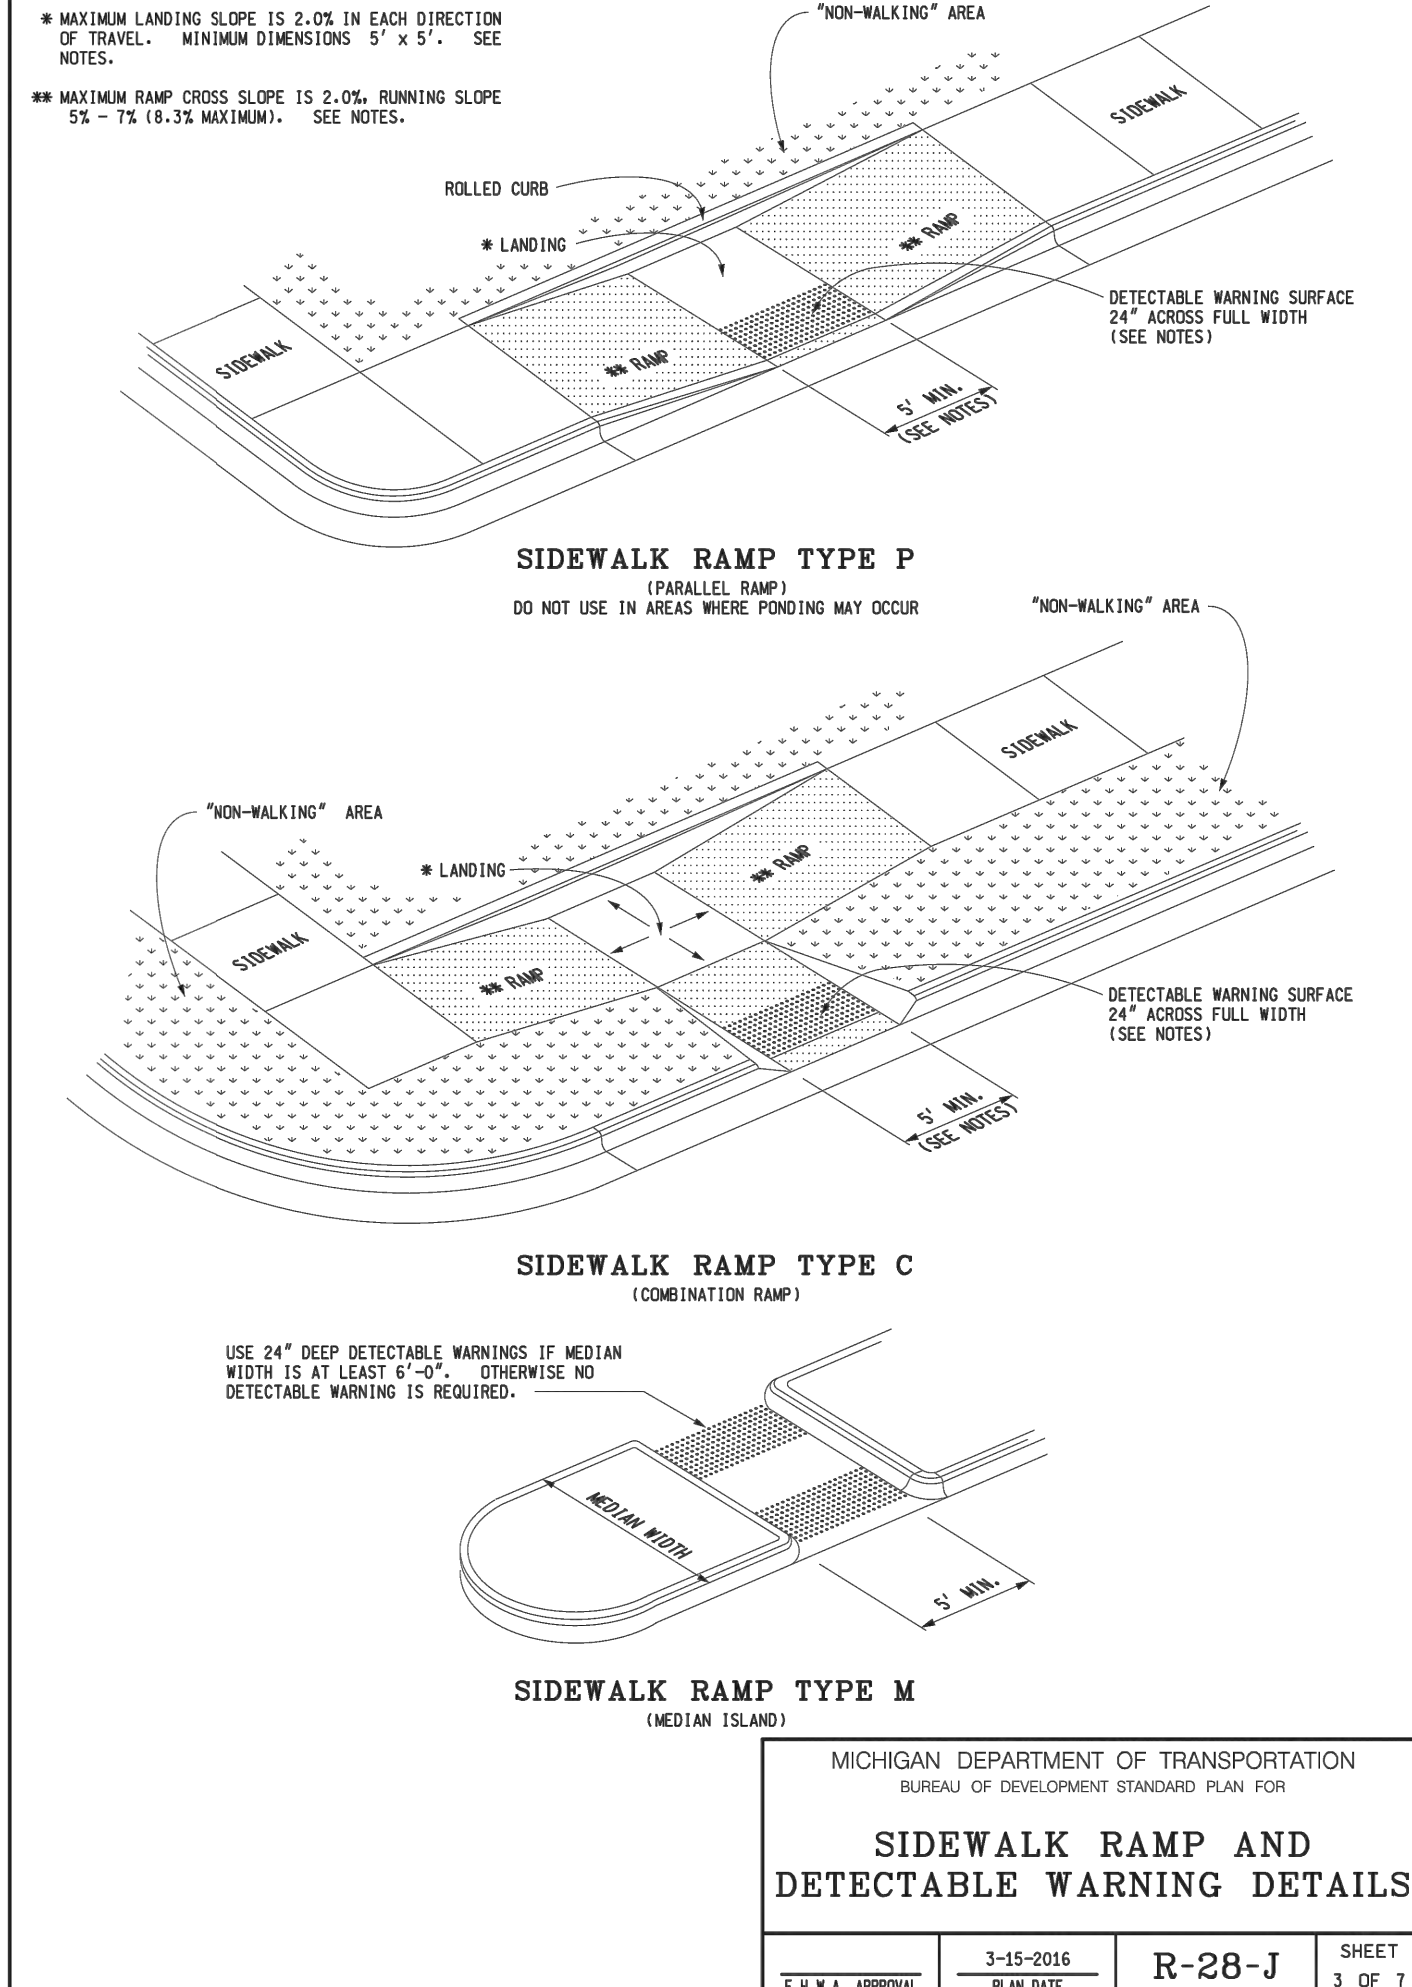 * MAXIMUM LANDING SLOPE IS 2.0% IN EACH DIRECTION
OF TRAVEL. MINIMUM DIMENSIONS 5' x 5'. SEE
NOTES.
** MAXIMUM RAMP CROSS SLOPE IS 2.0%, RUNNING SLOPE
5% - 7% (8.3% MAXIMUM). SEE NOTES.
"NON-WALKING" AREA
SIDEWALK
ROLLED CURB
* LANDING
** RAMP
DETECTABLE WARNING SURFACE
24" ACROSS FULL WIDTH
(SEE NOTES)
SIDEWALK
** RAMP
5' MIN.
(SEE NOTES)
SIDEWALK RAMP TYPE P
(PARALLEL RAMP)
DO NOT USE IN AREAS WHERE PONDING MAY OCCUR
"NON-WALKING" AREA
SIDEWALK
"NON-WALKING" AREA
* LANDING
** RAMP
SIDEWALK
** RAMP
DETECTABLE WARNING SURFACE
24" ACROSS FULL WIDTH
(SEE NOTES)
5' MIN.
(SEE NOTES)
SIDEWALK RAMP TYPE C
(COMBINATION RAMP)
USE 24" DEEP DETECTABLE WARNINGS IF MEDIAN
WIDTH IS AT LEAST 6'-0". OTHERWISE NO
DETECTABLE WARNING IS REQUIRED.
MEDIAN WIDTH
5' MIN.
SIDEWALK RAMP TYPE M
(MEDIAN ISLAND)
MICHIGAN DEPARTMENT OF TRANSPORTATION
BUREAU OF DEVELOPMENT STANDARD PLAN FOR
SIDEWALK RAMP AND
DETECTABLE WARNING DETAILS
F.H.W.A. APPROVAL
3-15-2016
PLAN DATE
R-28-J
SHEET
3 OF 7